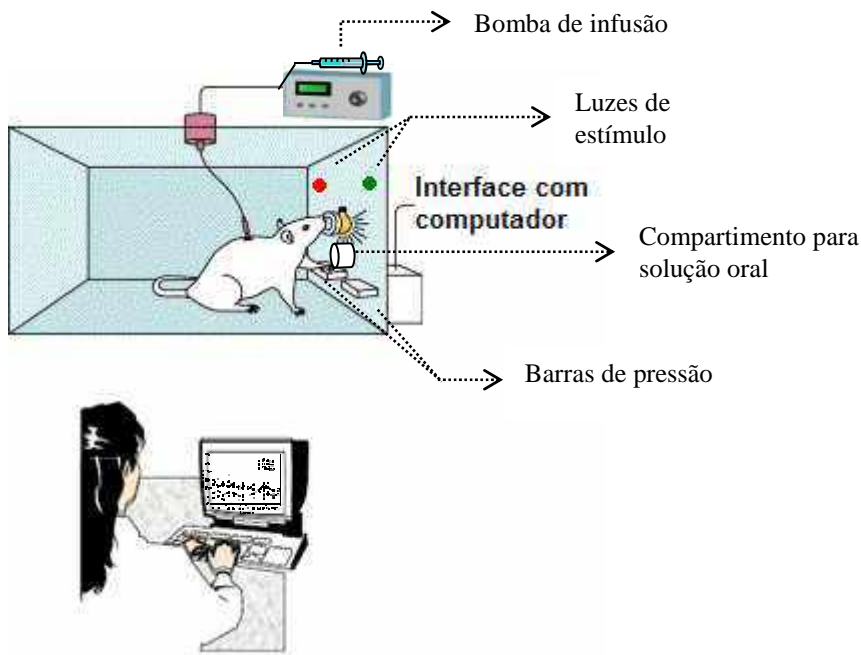 Bomba de infusão
Luzes de
estímulo
Interface com
computador
Compartimento para
solução oral
Barras de pressão